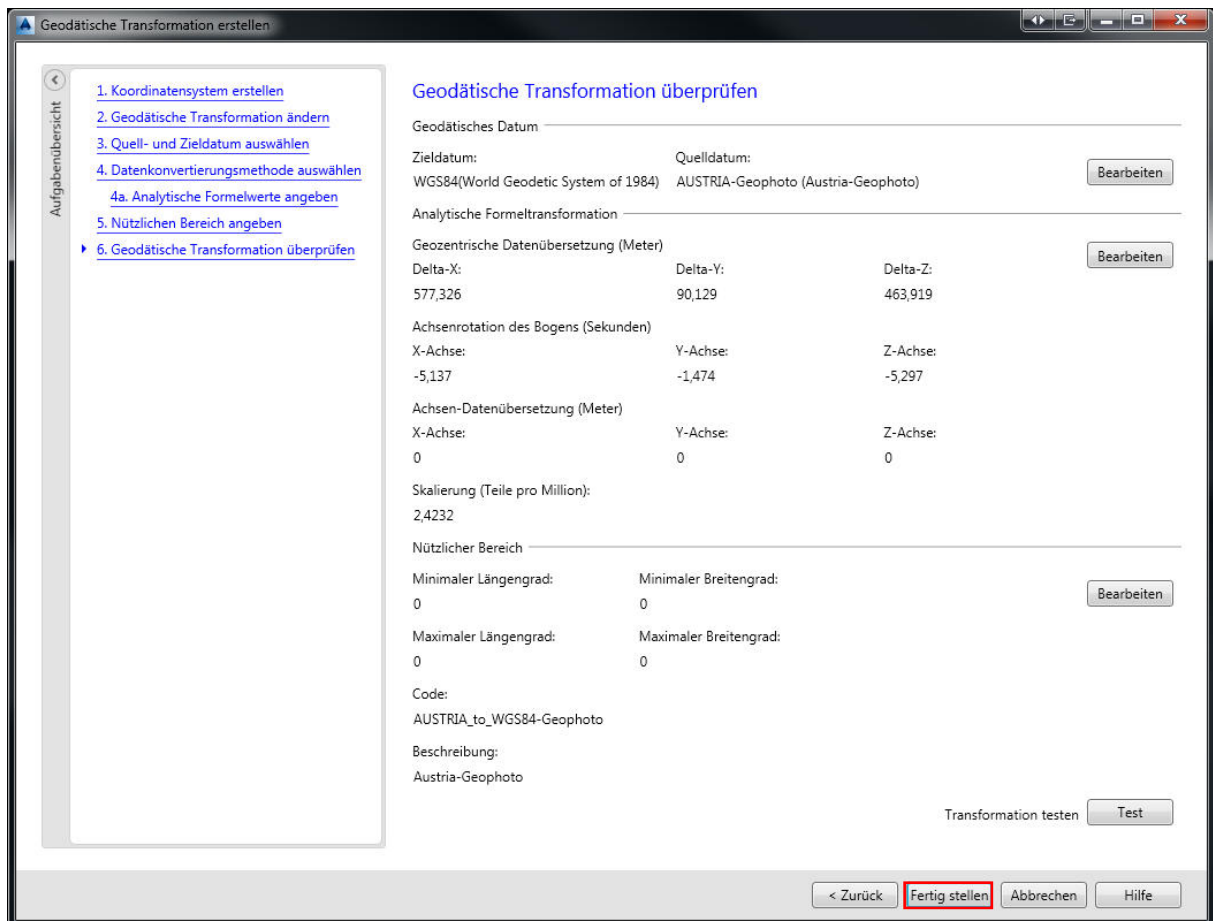 Geodätische Transformation erstellen
Aufgabenübersicht
1. Koordinatensystem erstellen
2. Geodätische Transformation ändern
3. Quell- und Zieldatum auswählen
4. Datenkonvertierungsmethode auswählen
4a. Analytische Formelwerte angeben
5. Nützlichen Bereich angeben
6. Geodätische Transformation überprüfen
Geodätische Transformation überprüfen
Geodätisches Datum
Zieldatum: Quelldatum:
WGS84(World Geodetic System of 1984) AUSTRIA-Geophoto (Austria-Geophoto)
Bearbeiten
Analytische Formeltransformation
Geozentrische Datenübersetzung (Meter)
Bearbeiten
Delta-X: Delta-Y: Delta-Z:
577,326 90,129 463,919
Achsenrotation des Bogens (Sekunden)
X-Achse: Y-Achse: Z-Achse:
-5,137 -1,474 -5,297
Achsen-Datenübersetzung (Meter)
X-Achse: Y-Achse: Z-Achse:
0 0 0
Skalierung (Teile pro Million):
2,4232
Nützlicher Bereich
Minimaler Längengrad: Minimaler Breitengrad:
Bearbeiten
0 0
Maximaler Längengrad: Maximaler Breitengrad:
0 0
Code:
AUSTRIA_to_WGS84-Geophoto
Beschreibung:
Austria-Geophoto
Transformation testen Test
< Zurück Fertig stellen Abbrechen Hilfe